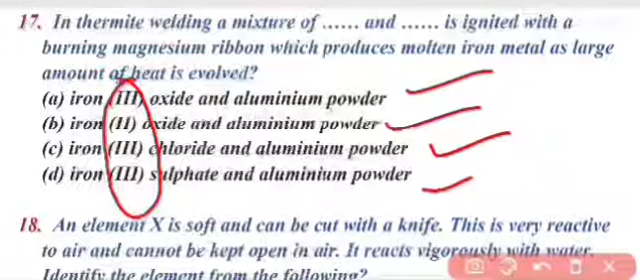 17. In thermite welding a mixture of ...... and ...... is ignited with a
burning magnesium ribbon which produces molten iron metal as large
amount of heat is evolved?
(a) iron (III) oxide and aluminium powder
(b) iron (II) oxide and aluminium powder
(c) iron (III) chloride and aluminium powder
(d) iron (III) sulphate and aluminium powder
18. An element X is soft and can be cut with a knife. This is very reactive
to air and cannot be kept open in air. It reacts vigorously with water.
Identify the element from the following?